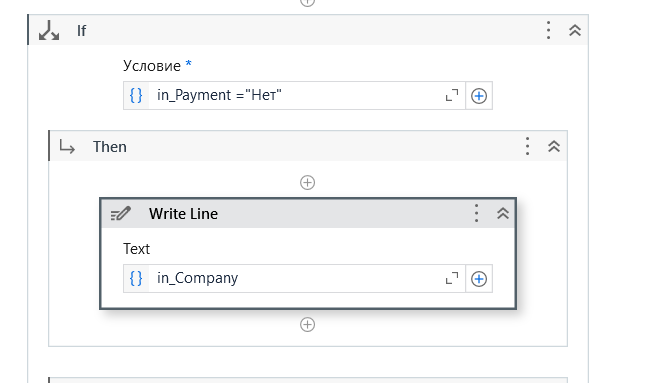 If
Условие *
in_Payment ="Нет"
Then
Write Line
Text
in_Company